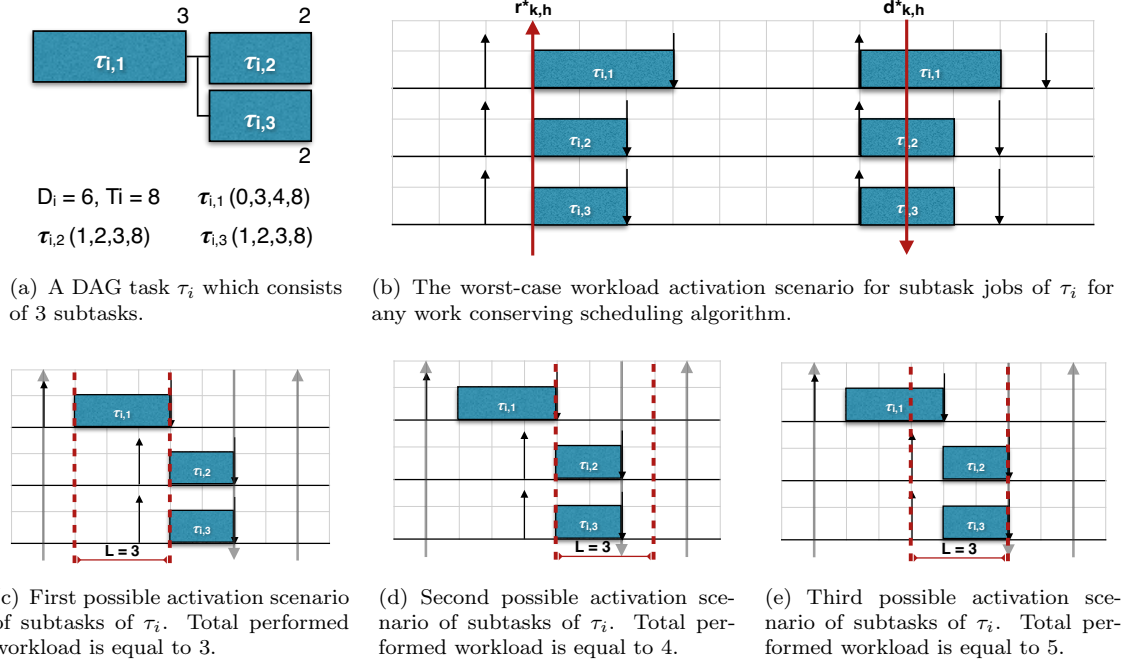 3
2
τi,1
τi,2
τi,3
2
Di = 6, Ti = 8
τi,1 (0,3,4,8)
τi,2 (1,2,3,8)
τi,3 (1,2,3,8)
(a) A DAG task τi which consists
of 3 subtasks.
r*k,h
d*k,h
τi,1
τi,1
τi,2
τi,2
τi,3
τi,3
(b) The worst-case workload activation scenario for subtask jobs of τi for
any work conserving scheduling algorithm.
τi,1
τi,2
τi,3
L = 3
c) First possible activation scenario
of subtasks of τi. Total performed
workload is equal to 3.
τi,1
τi,2
τi,3
L = 3
(d) Second possible activation sce-
nario of subtasks of τi. Total per-
formed workload is equal to 4.
τi,1
τi,2
τi,3
L = 3
(e) Third possible activation sce-
nario of subtasks of τi. Total per-
formed workload is equal to 5.